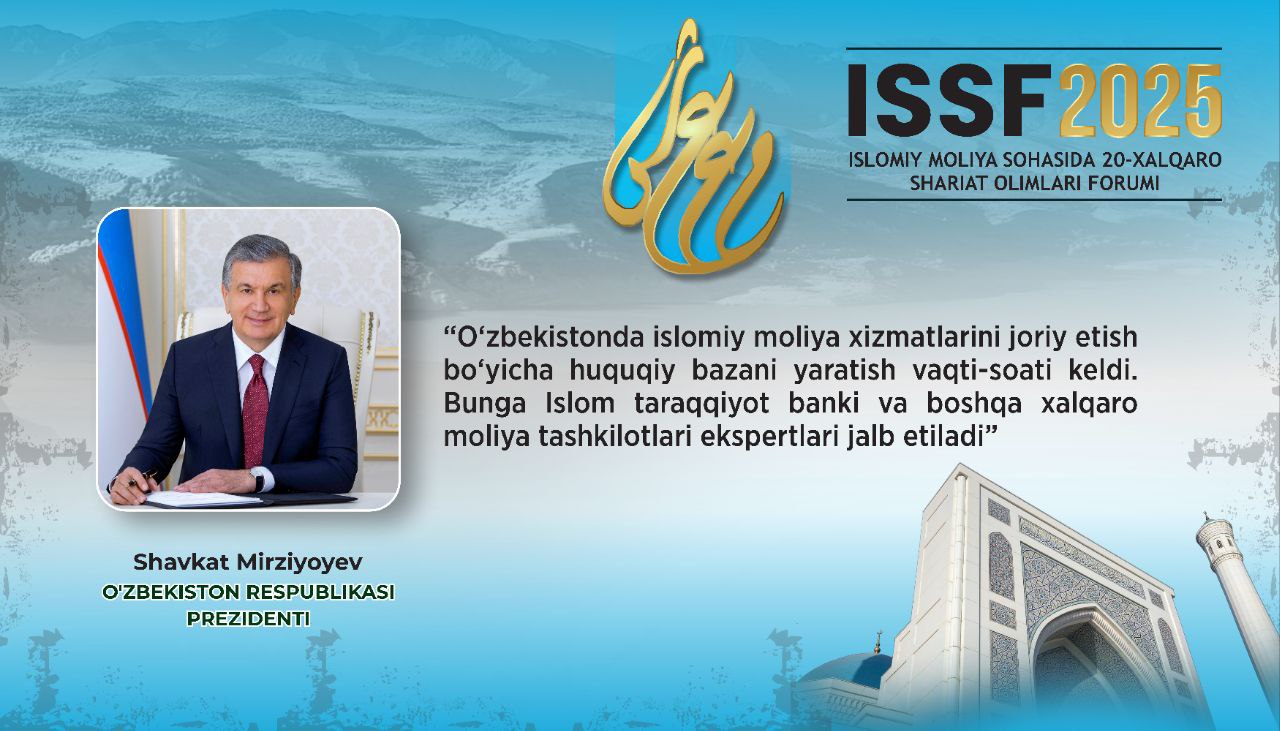 ISSF2025
ISLOMIY MOLIYA SOHASIDA 20-XALQARO
SHARIAT OLIMLARI FORUMI
“O‘zbekistonda islomiy moliya xizmatlarini joriy etish
bo‘yicha huquqiy bazani yaratish vaqti-soati keldi.
Bunga Islom taraqqiyot banki va boshqa xalqaro
moliya tashkilotlari ekspertlari jalb etiladi”
Shavkat Mirziyoyev
O'ZBEKISTON RESPUBLIKASI
PREZIDENTI